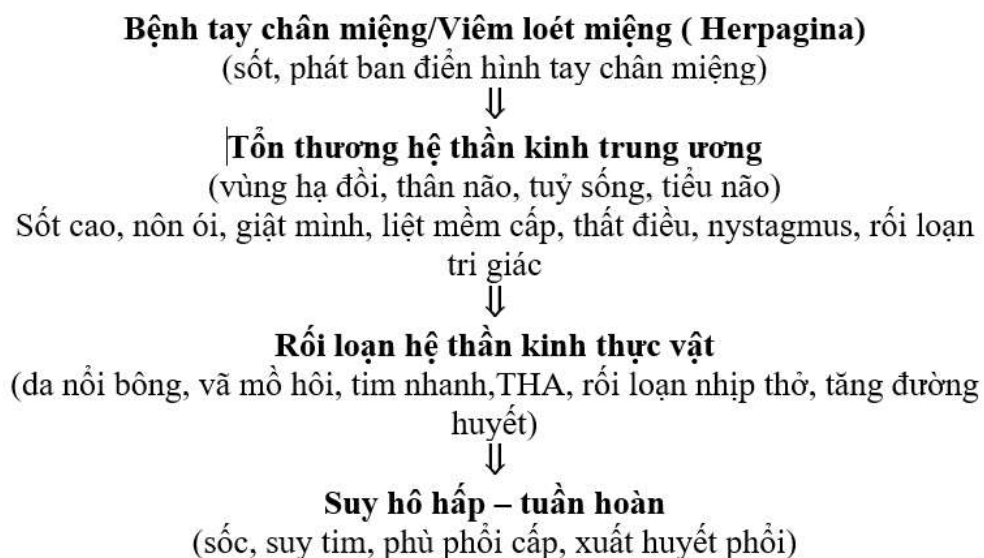 Bệnh tay chân miệng/Viêm loét miệng ( Herpagina)
(sốt, phát ban điển hình tay chân miệng)
⇓
Tổn thương hệ thần kinh trung ương
(vùng hạ đồi, thân não, tuỷ sống, tiểu não)
Sốt cao, nôn ói, giật mình, liệt mềm cấp, thất điều, nystagmus, rối loạn
tri giác
⇓
Rối loạn hệ thần kinh thực vật
(da nổi bông, vã mồ hôi, tim nhanh,THA, rối loạn nhịp thở, tăng đường
huyết)
⇓
Suy hô hấp – tuần hoàn
(sốc, suy tim, phù phổi cấp, xuất huyết phổi)